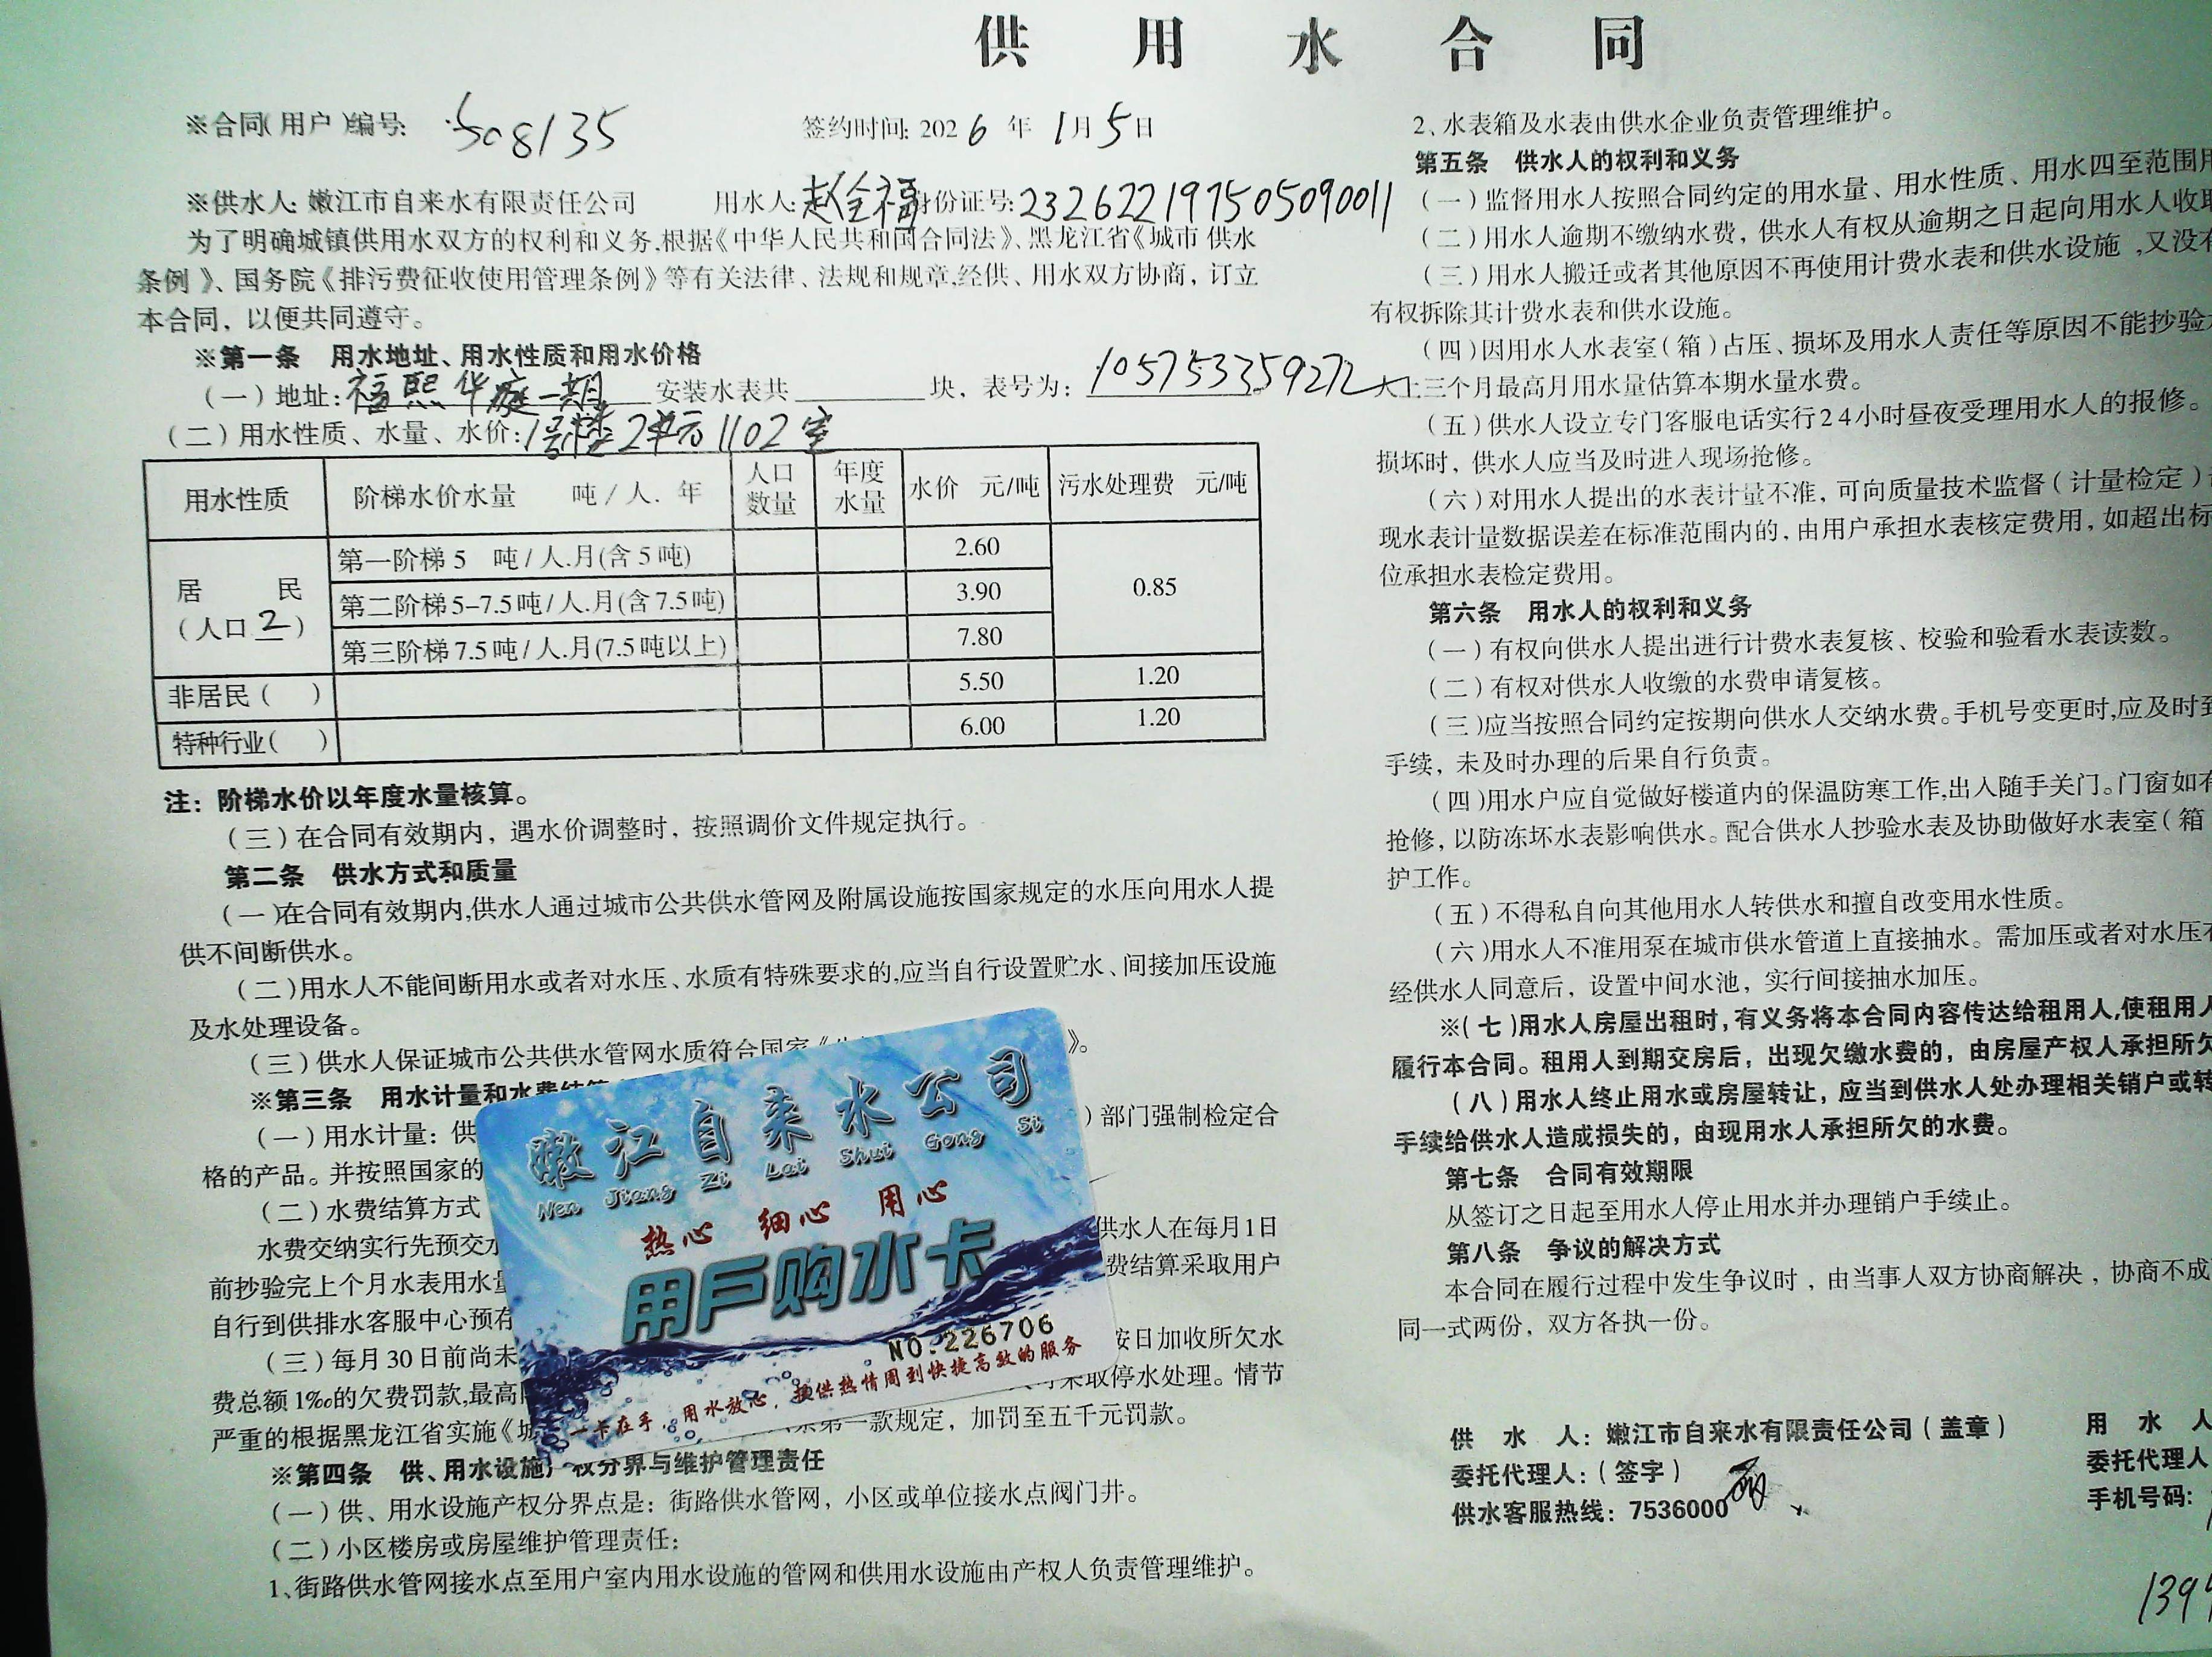 供 用 水 合 同
※合同(用户)编号: 508135 签约时间: 2026 年 1月5日
※供水人: 嫩江市自来水有限责任公司 用水人: 赵全福 身份证号: 232622197505090011
为了明确城镇供用水双方的权利和义务,根据《中华人民共和国合同法》、黑龙江省《城市 供水
条例》、国务院《排污费征收使用管理条例》等有关法律、法规和规章,经供、用水双方协商，订立
本合同，以便共同遵守。
※第一条 用水地址、用水性质和用水价格
(一)地址: 福熙华庭一期 安装水表共 块，表号为: 105753359272
(二)用水性质、水量、水价: 1号楼2单元1102室
用水性质 阶梯水价水量 吨/人. 年 人口数量 年度水量 水价 元/吨 污水处理费 元/吨
居 民 (人口 2 )
第一阶梯 5 吨/人.月(含 5 吨) 2.60 0.85
第二阶梯 5-7.5吨/人.月(含 7.5吨) 3.90
第三阶梯 7.5吨/人.月(7.5吨以上) 7.80
非居民( ) 5.50 1.20
特种行业( ) 6.00 1.20
注：阶梯水价以年度水量核算。
(三)在合同有效期内，遇水价调整时，按照调价文件规定执行。
第二条 供水方式和质量
(一)在合同有效期内,供水人通过城市公共供水管网及附属设施按国家规定的水压向用水人提
供不间断供水。
(二)用水人不能间断用水或者对水压、水质有特殊要求的,应当自行设置贮水、间接加压设施
及水处理设备。
(三)供水人保证城市公共供水管网水质符合国家《 》。
※第三条 用水计量和水费结算
(一)用水计量：供 )部门强制检定合
格的产品。并按照国家的
(二)水费结算方式
水费交纳实行先预交水 供水人在每月1日
前抄验完上个月水表用水量 费结算采取用户
自行到供排水客服中心预存
(三)每月30日前尚未 按日加收所欠水
费总额1‰的欠费罚款,最高 采取停水处理。情节
严重的根据黑龙江省实施《城 第一款规定，加罚至五千元罚款。
※第四条 供、用水设施产权分界与维护管理责任
(一)供、用水设施产权分界点是：街路供水管网，小区或单位接水点阀门井。
(二)小区楼房或房屋维护管理责任:
1、街路供水管网接水点至用户室内用水设施的管网和供用水设施由产权人负责管理维护。
嫩江自来水公司
Nen Jiang Zi Lai Shui Gong Si
热心 细心 用心
用户购水卡
NO.226706
一卡在手，用水放心，提供热情周到快捷高效的服务
2、水表箱及水表由供水企业负责管理维护。
第五条 供水人的权利和义务
(一)监督用水人按照合同约定的用水量、用水性质、用水四至范围用
(二)用水人逾期不缴纳水费，供水人有权从逾期之日起向用水人收取
(三)用水人搬迁或者其他原因不再使用计费水表和供水设施 ,又没有
有权拆除其计费水表和供水设施。
(四)因用水人水表室(箱)占压、损坏及用水人责任等原因不能抄验水
上三个月最高月用水量估算本期水量水费。
(五)供水人设立专门客服电话实行24小时昼夜受理用水人的报修。
损坏时，供水人应当及时进入现场抢修。
(六)对用水人提出的水表计量不准，可向质量技术监督(计量检定)
现水表计量数据误差在标准范围内的，由用户承担水表核定费用，如超出标
位承担水表检定费用。
第六条 用水人的权利和义务
(一)有权向供水人提出进行计费水表复核、校验和验看水表读数。
(二)有权对供水人收缴的水费申请复核。
(三)应当按照合同约定按期向供水人交纳水费。手机号变更时,应及时到
手续，未及时办理的后果自行负责。
(四)用水户应自觉做好楼道内的保温防寒工作,出入随手关门。门窗如有
抢修，以防冻坏水表影响供水。配合供水人抄验水表及协助做好水表室(箱
护工作。
(五)不得私自向其他用水人转供水和擅自改变用水性质。
(六)用水人不准用泵在城市供水管道上直接抽水。需加压或者对水压有
经供水人同意后，设置中间水池，实行间接抽水加压。
※(七)用水人房屋出租时,有义务将本合同内容传达给租用人,使租用人
履行本合同。租用人到期交房后，出现欠缴水费的，由房屋产权人承担所欠
(八)用水人终止用水或房屋转让，应当到供水人处办理相关销户或转
手续给供水人造成损失的，由现用水人承担所欠的水费。
第七条 合同有效期限
从签订之日起至用水人停止用水并办理销户手续止。
第八条 争议的解决方式
本合同在履行过程中发生争议时，由当事人双方协商解决，协商不成
同一式两份，双方各执一份。
供 水 人：嫩江市自来水有限责任公司(盖章) 用 水 人
委托代理人：(签字) 委托代理人
供水客服热线：7536000 手机号码:
139